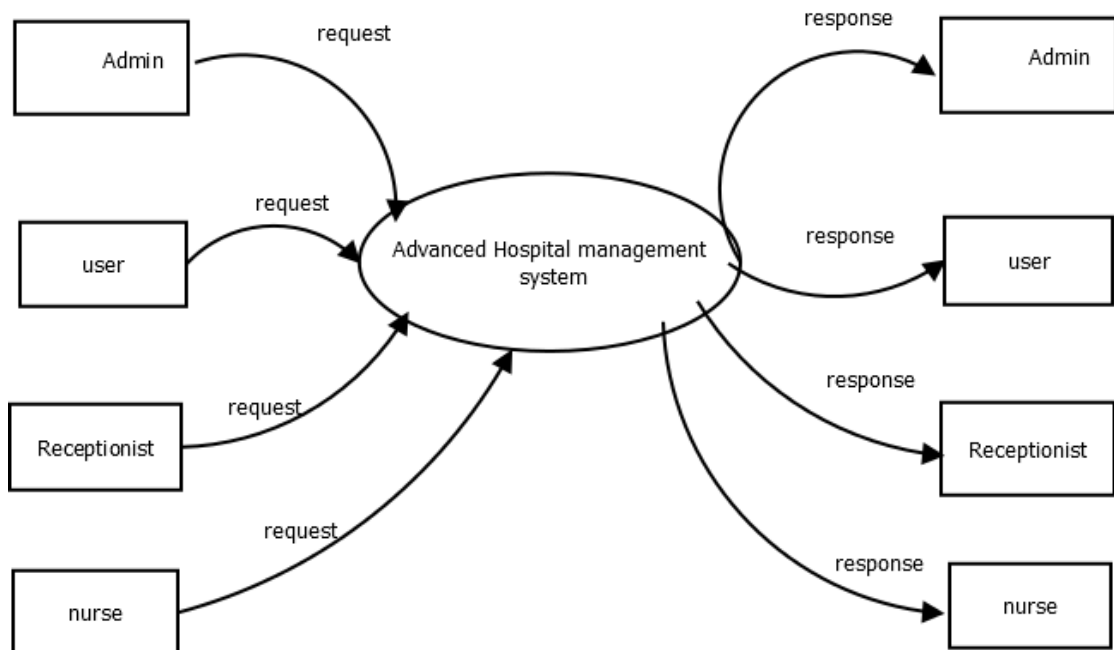 request
response
Admin
Admin
request
response
user
Advanced Hospital management
system
user
request
response
Receptionist
Receptionist
request
response
nurse
nurse